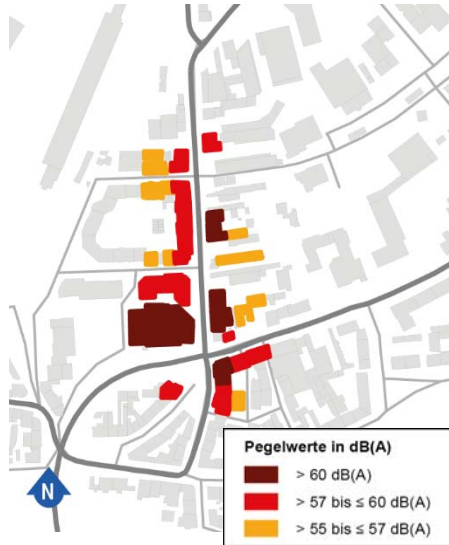 N
Pegelwerte in dB(A)
> 60 dB(A)
> 57 bis ≤ 60 dB(A)
> 55 bis ≤ 57 dB(A)